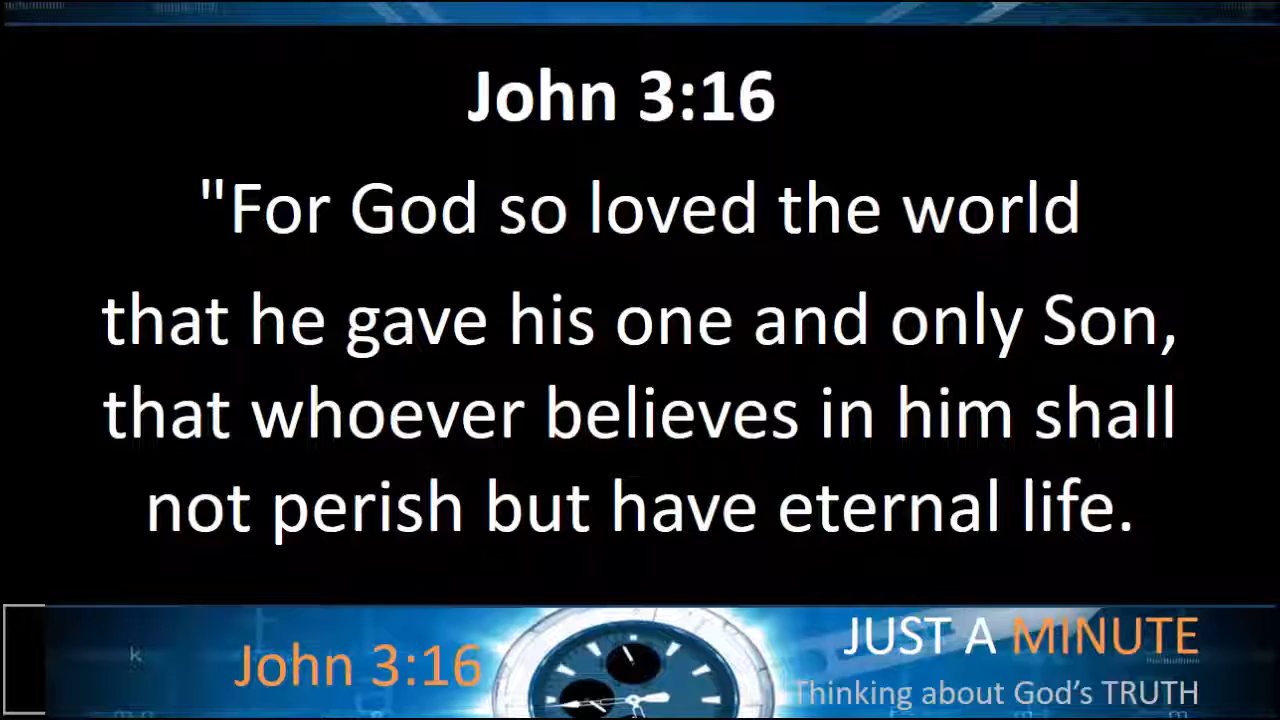 John 3:16
"For God so loved the world
that he gave his one and only Son,
that whoever believes in him shall
not perish but have eternal life.
k
John 3:16
JUST A MINUTE
Thinking about God's TRUTH